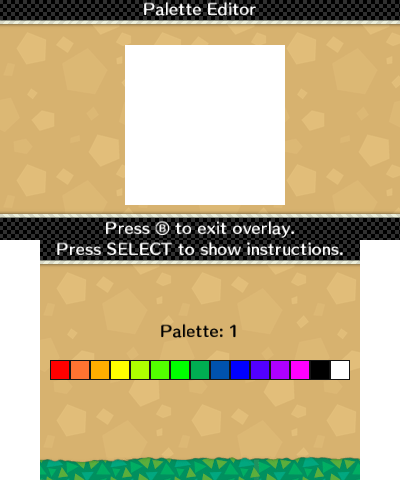 Palette Editor
Press Ⓑ to exit overlay.
Press SELECT to show instructions.
Palette: 1